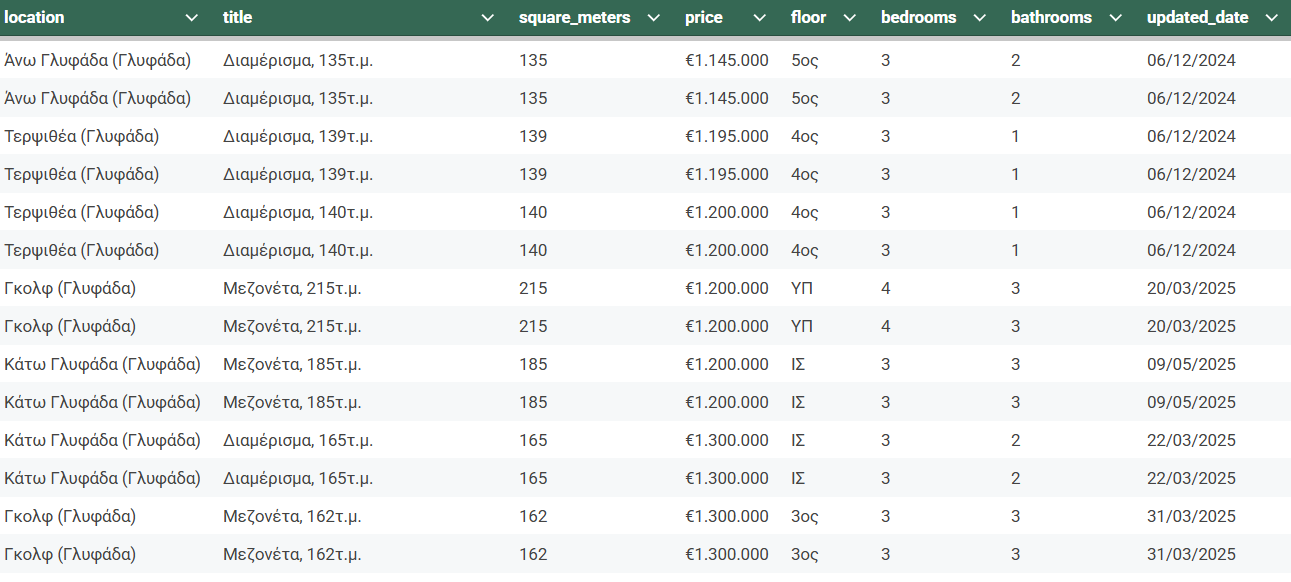 location title square_meters price floor bedrooms bathrooms updated_date
Άνω Γλυφάδα (Γλυφάδα) Διαμέρισμα, 135τ.μ. 135 €1.145.000 5ος 3 2 06/12/2024
Άνω Γλυφάδα (Γλυφάδα) Διαμέρισμα, 135τ.μ. 135 €1.145.000 5ος 3 2 06/12/2024
Τερψιθέα (Γλυφάδα) Διαμέρισμα, 139τ.μ. 139 €1.195.000 4ος 3 1 06/12/2024
Τερψιθέα (Γλυφάδα) Διαμέρισμα, 139τ.μ. 139 €1.195.000 4ος 3 1 06/12/2024
Τερψιθέα (Γλυφάδα) Διαμέρισμα, 140τ.μ. 140 €1.200.000 4ος 3 1 06/12/2024
Τερψιθέα (Γλυφάδα) Διαμέρισμα, 140τ.μ. 140 €1.200.000 4ος 3 1 06/12/2024
Γκολφ (Γλυφάδα) Μεζονέτα, 215τ.μ. 215 €1.200.000 ΥΠ 4 3 20/03/2025
Γκολφ (Γλυφάδα) Μεζονέτα, 215τ.μ. 215 €1.200.000 ΥΠ 4 3 20/03/2025
Κάτω Γλυφάδα (Γλυφάδα) Μεζονέτα, 185τ.μ. 185 €1.200.000 ΙΣ 3 3 09/05/2025
Κάτω Γλυφάδα (Γλυφάδα) Μεζονέτα, 185τ.μ. 185 €1.200.000 ΙΣ 3 3 09/05/2025
Κάτω Γλυφάδα (Γλυφάδα) Διαμέρισμα, 165τ.μ. 165 €1.300.000 ΙΣ 3 2 22/03/2025
Κάτω Γλυφάδα (Γλυφάδα) Διαμέρισμα, 165τ.μ. 165 €1.300.000 ΙΣ 3 2 22/03/2025
Γκολφ (Γλυφάδα) Μεζονέτα, 162τ.μ. 162 €1.300.000 3ος 3 3 31/03/2025
Γκολφ (Γλυφάδα) Μεζονέτα, 162τ.μ. 162 €1.300.000 3ος 3 3 31/03/2025